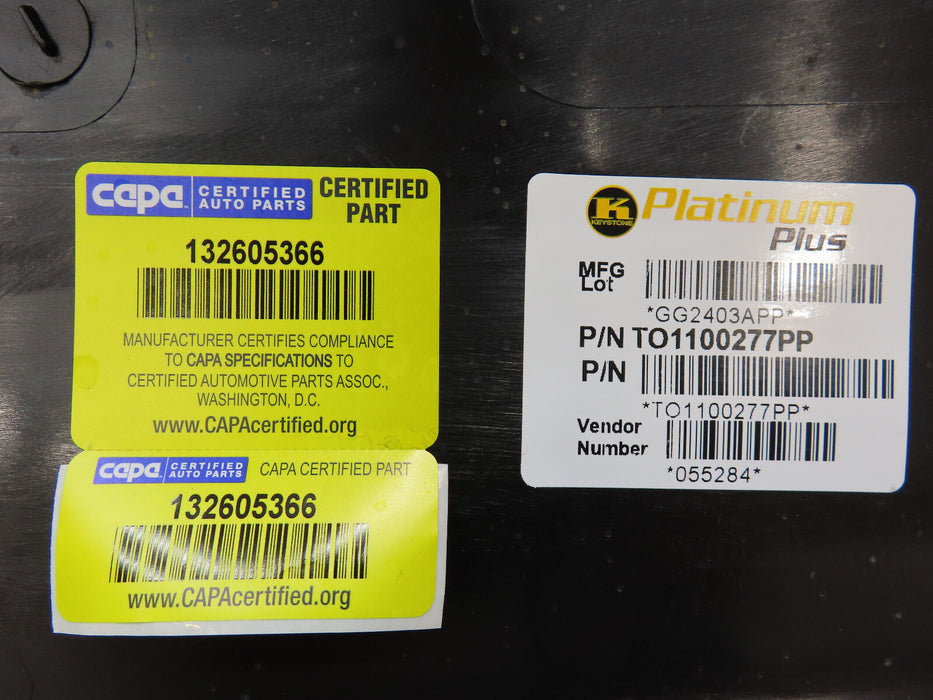 capa CERTIFIED AUTO PARTS
CERTIFIED PART
132605366
MANUFACTURER CERTIFIES COMPLIANCE
TO CAPA SPECIFICATIONS TO
CERTIFIED AUTOMOTIVE PARTS ASSOC.,
WASHINGTON, D.C.
www.CAPAcertified.org
capa CERTIFIED AUTO PARTS
CAPA CERTIFIED PART
132605366
www.CAPAcertified.org
K KEYSTONE
Platinum
Plus
MFG
Lot
*GG2403APP*
P/N TO1100277PP
P/N
*TO1100277PP*
Vendor
Number
*055284*